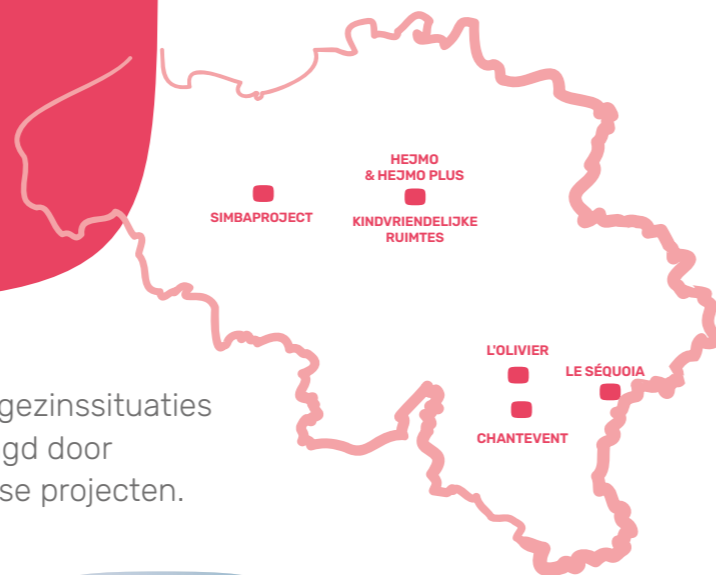 HEJMO
& HEJMO PLUS
SIMBAPROJECT
KINDVRIENDELIJKE
RUIMTES
L'OLIVIER
LE SÉQUOIA
CHANTEVENT
gezinssituaties
gd door
se projecten.